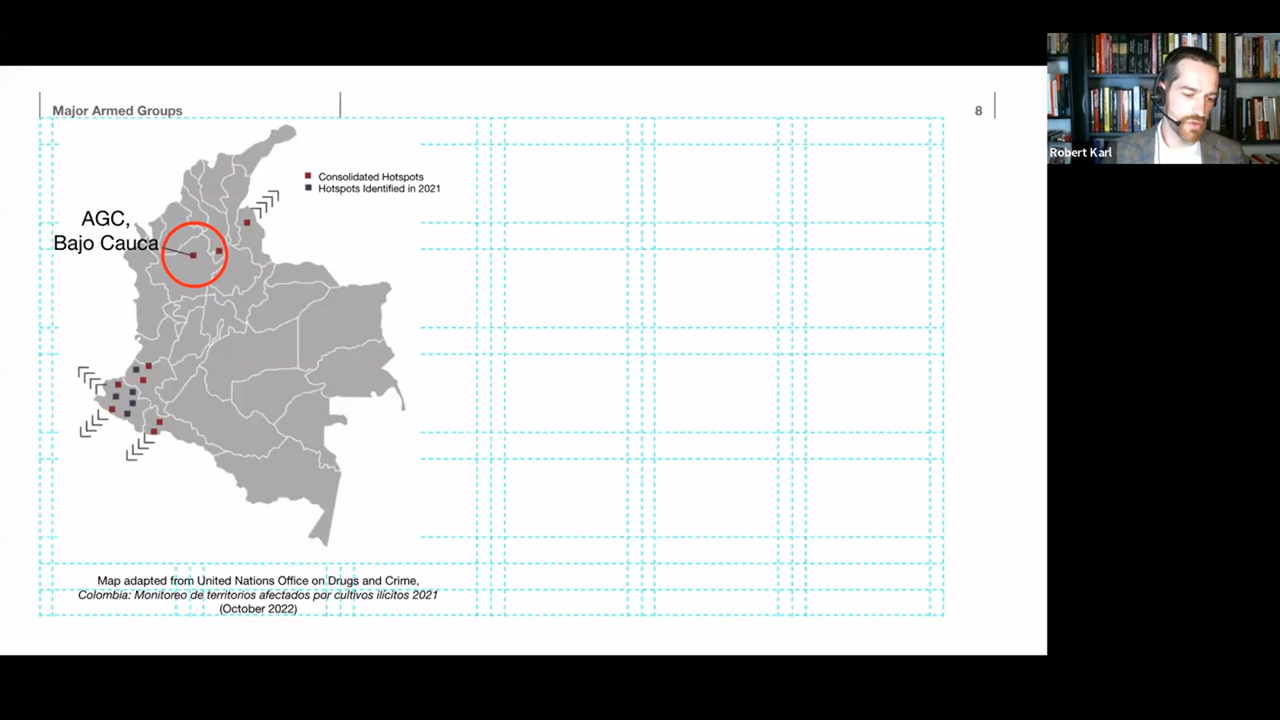 Major Armed Groups
8
Consolidated Hotspots
Hotspots Identified in 2021
AGC,
Bajo Cauca
Map adapted from United Nations Office on Drugs and Crime,
Colombia: Monitoreo de territorios afectados por cultivos ilícitos 2021
(October 2022)
Robert Karl